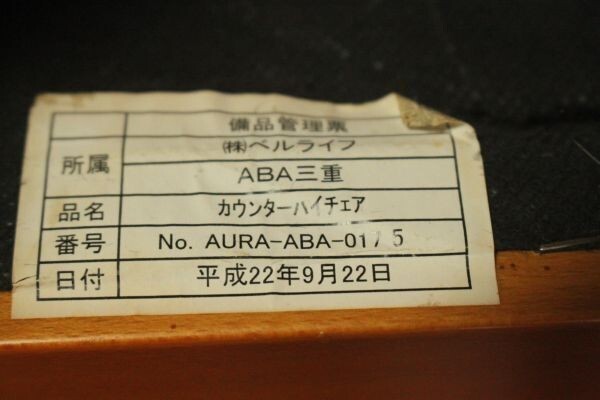 備品管理票
所属 (株)ベルライフ
ABA三重
品名 カウンターハイチェア
番号 No. AURA-ABA-017 5
日付 平成22年9月22日